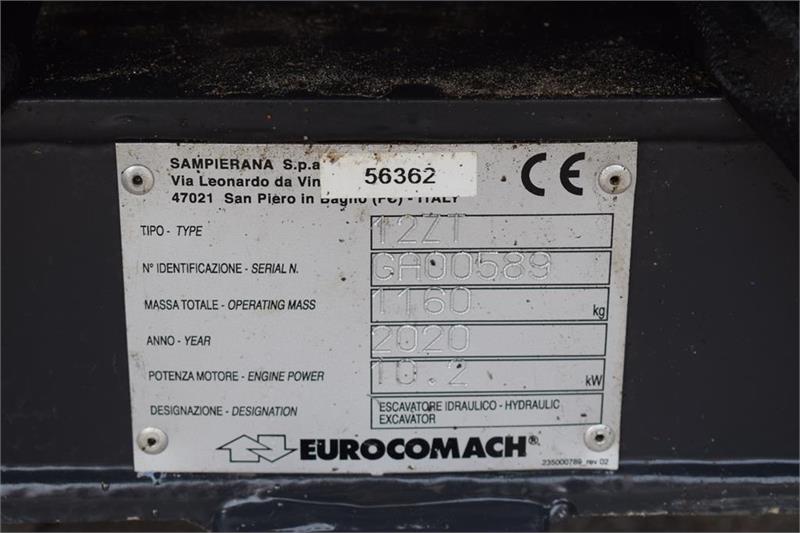 SAMPIERANA S.p.a
56362
Via Leonardo da Vin
47021 San Piero in Bagno (FC) - ITALY
CE
TIPO - TYPE 12ZT
N° IDENTIFICAZIONE - SERIAL N. GA00589
MASSA TOTALE - OPERATING MASS 1160 kg
ANNO - YEAR 2020
POTENZA MOTORE - ENGINE POWER 10.2 kW
DESIGNAZIONE - DESIGNATION ESCAVATORE IDRAULICO - HYDRAULIC
EXCAVATOR
EUROCOMACH®
235000789_rev 02